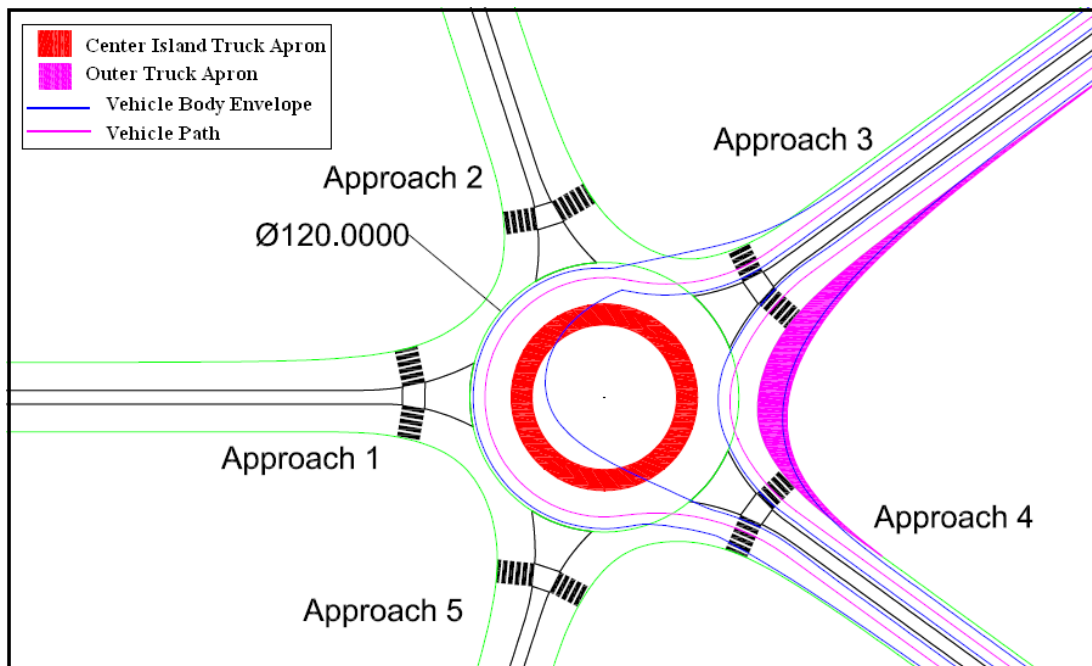 Center Island Truck Apron
Outer Truck Apron
Vehicle Body Envelope
Vehicle Path
Approach 3
Approach 2
Ø120.0000
Approach 1
Approach 4
Approach 5